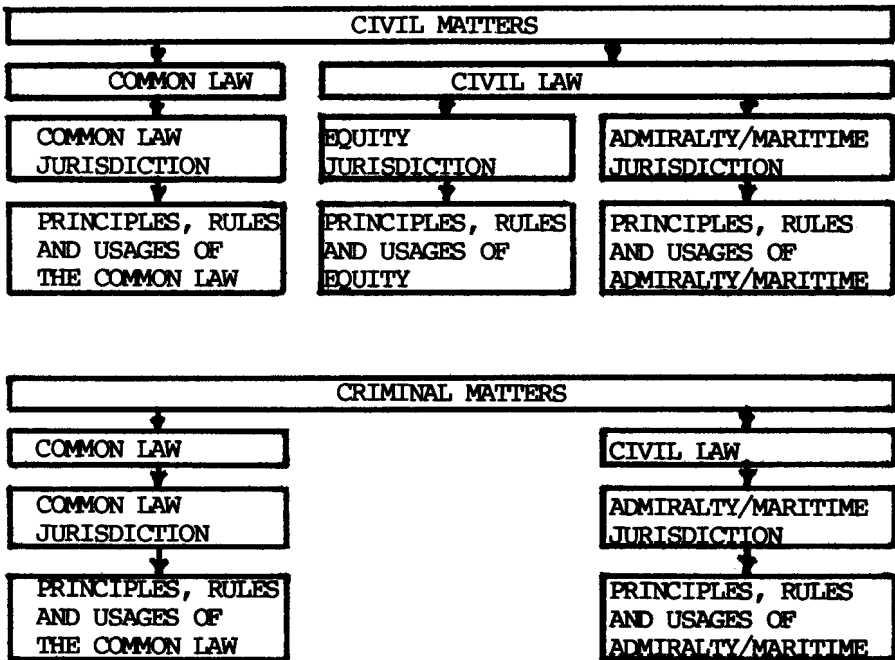 CIVIL MATTERS
COMMON LAW
CIVIL LAW
COMMON LAW
JURISDICTION
EQUITY
JURISDICTION
ADMIRALTY/MARITIME
JURISDICTION
PRINCIPLES, RULES
AND USAGES OF
THE COMMON LAW
PRINCIPLES, RULES
AND USAGES OF
EQUITY
PRINCIPLES, RULES
AND USAGES OF
ADMIRALTY/MARITIME
CRIMINAL MATTERS
COMMON LAW
CIVIL LAW
COMMON LAW
JURISDICTION
ADMIRALTY/MARITIME
JURISDICTION
PRINCIPLES, RULES
AND USAGES OF
THE COMMON LAW
PRINCIPLES, RULES
AND USAGES OF
ADMIRALTY/MARITIME